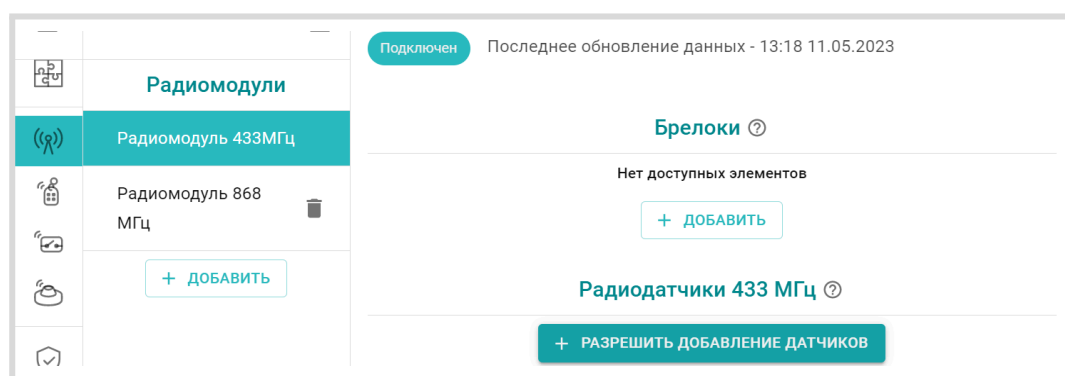 Подключен Последнее обновление данных - 13:18 11.05.2023
Радиомодули
Радиомодуль 433МГц
Радиомодуль 868
МГц
+ ДОБАВИТЬ
Брелоки
Нет доступных элементов
+ ДОБАВИТЬ
Радиодатчики 433 МГц
+ РАЗРЕШИТЬ ДОБАВЛЕНИЕ ДАТЧИКОВ